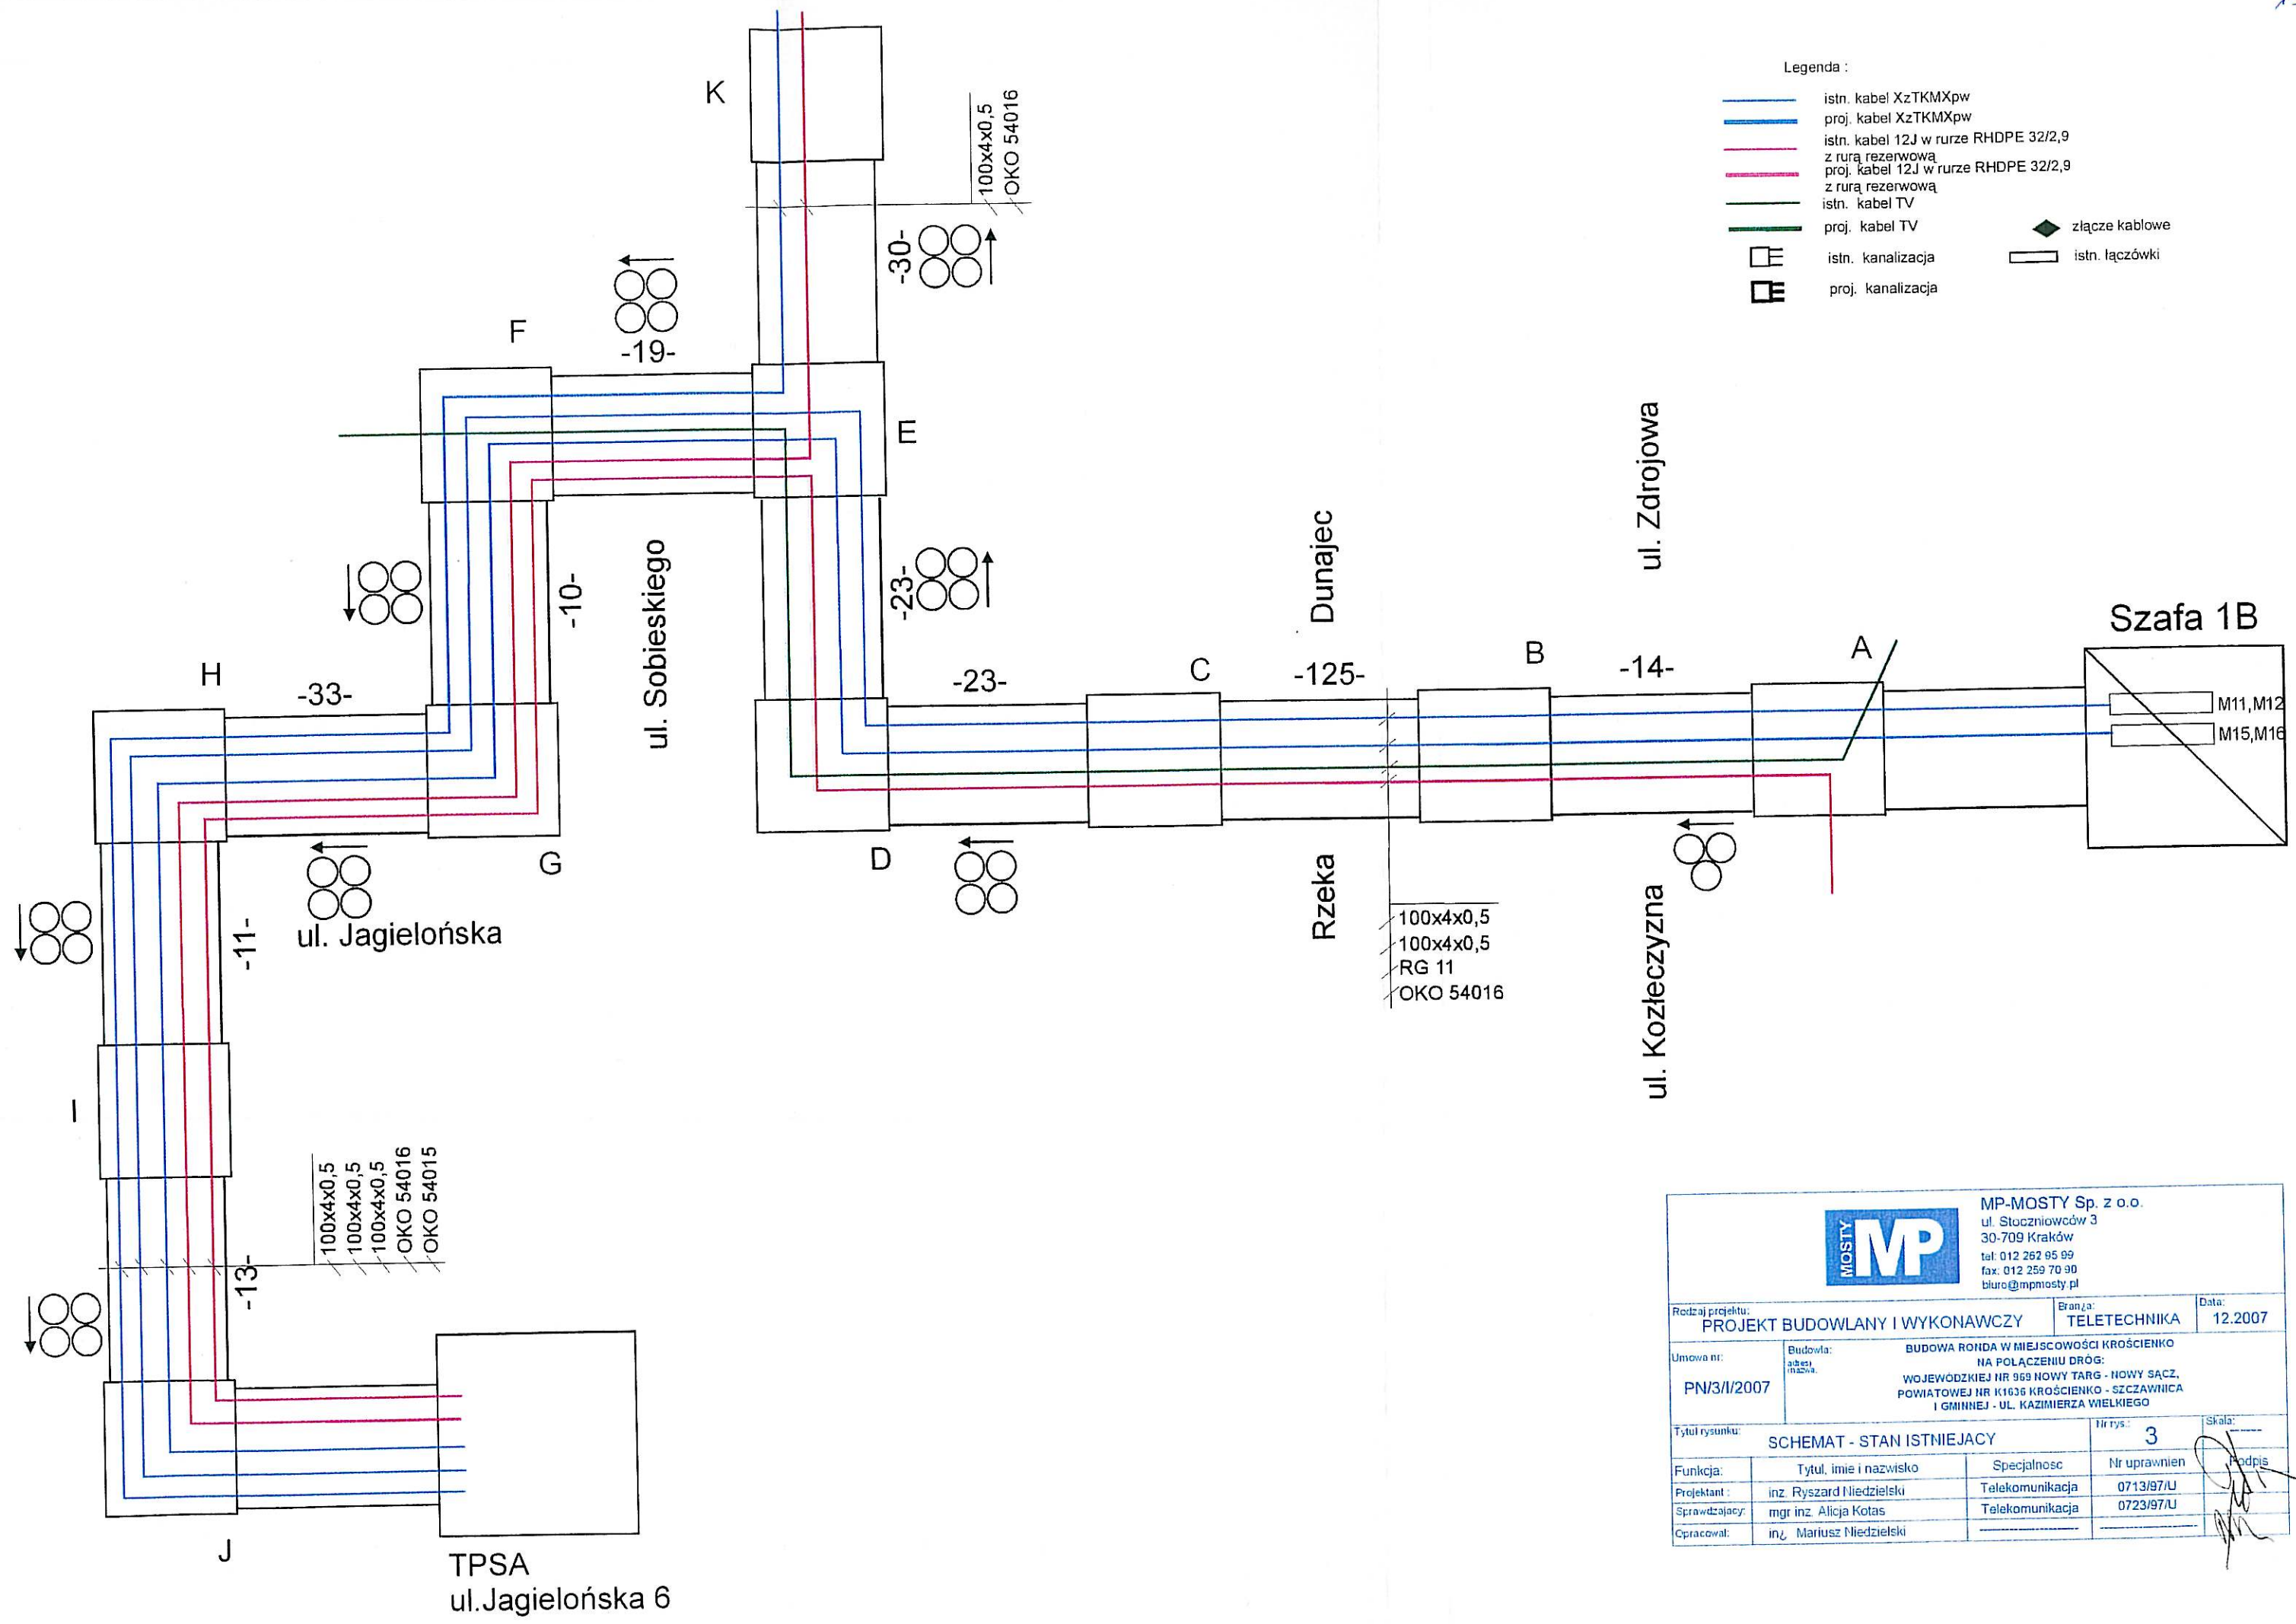 Legenda :
istn. kabel XzTKMXpw
proj. kabel XzTKMXpw
istn. kabel 12J w rurze RHDPE 32/2,9
z rurą rezerwową
proj. kabel 12J w rurze RHDPE 32/2,9
z rurą rezerwową
istn. kabel TV
proj. kabel TV
złącze kablowe
istn. kanalizacja
istn. łączówki
proj. kanalizacja
K
100x4x0,5
OKO 54016
-30-
F
-19-
E
-10-
ul. Sobieskiego
-23-
Rzeka Dunajec
ul. Zdrojowa
Szafa 1B
M11,M12
M15,M16
A
-14-
B
-125-
C
-23-
D
H
-33-
G
ul. Jagielońska
-11-
100x4x0,5
100x4x0,5
RG 11
OKO 54016
ul. Kozłeczyzna
I
100x4x0,5
100x4x0,5
100x4x0,5
OKO 54016
OKO 54015
-13-
J
TPSA
ul.Jagielońska 6
MOSTY MP
MP-MOSTY Sp. z o.o.
ul. Stoczniowców 3
30-709 Kraków
tel: 012 262 95 99
fax: 012 259 70 90
biuro@mpmosty.pl
Rodzaj projektu:
PROJEKT BUDOWLANY I WYKONAWCZY
Branża:
TELETECHNIKA
Data:
12.2007
Umowa nr:
PN/3/I/2007
Budowla:
adres:
nazwa:
BUDOWA RONDA W MIEJSCOWOŚCI KROŚCIENKO
NA POŁĄCZENIU DRÓG:
WOJEWÓDZKIEJ NR 969 NOWY TARG - NOWY SĄCZ,
POWIATOWEJ NR K1636 KROŚCIENKO - SZCZAWNICA
I GMINNEJ - UL. KAZIMIERZA WIELKIEGO
Tytuł rysunku:
SCHEMAT - STAN ISTNIEJACY
Nr rys.:
3
Skala:
Funkcja:
Tytuł, imie i nazwisko
Specjalnosc
Nr uprawnien
Podpis
Projektant :
inz. Ryszard Niedzielski
Telekomunikacja
0713/97/U
Sprawdzajacy:
mgr inz. Alicja Kotas
Telekomunikacja
0723/97/U
Opracował:
inż. Mariusz Niedzielski